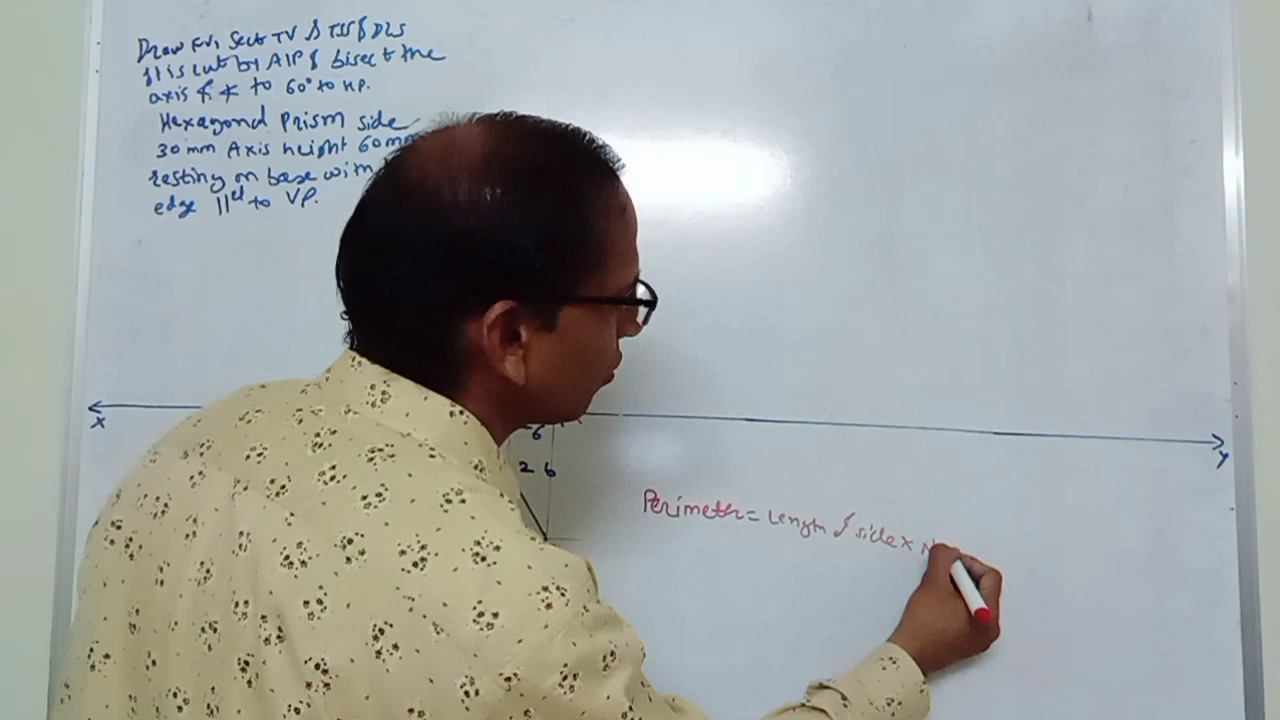 Draw FV, Sect TV & TSS & DLS
It is cut by AIP & bisect the
axis & to 60° to HP.
Hexagonal Prism side
30mm Axis height 60mm
resting on base with
edge 11el to VP.
X
Y
6
2 6
Perimeter = Length of side x N